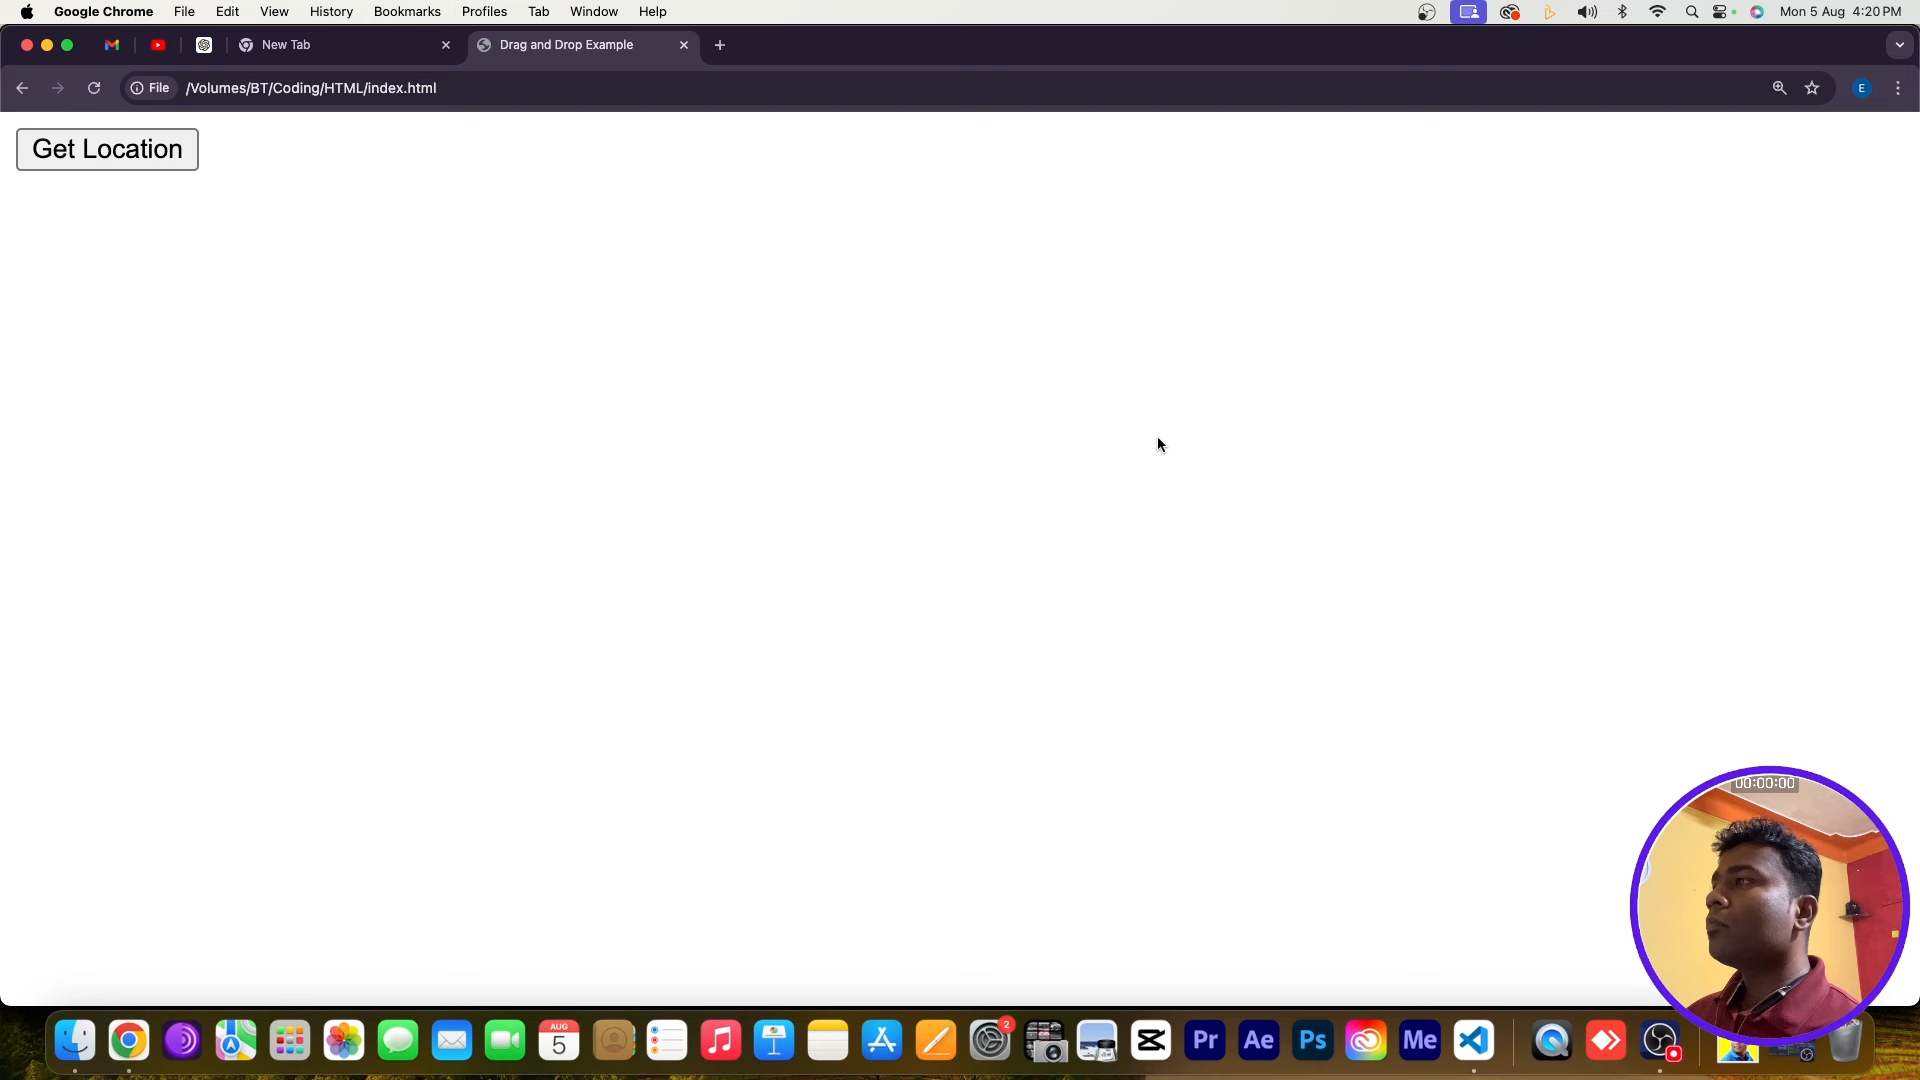 Google Chrome File Edit View History Bookmarks Profiles Tab Window Help Mon 5 Aug 4:20 PM
New Tab Drag and Drop Example
File /Volumes/BT/Coding/HTML/index.html E
Get Location
00:00:00
AUG
5
2
Pr Ae Ps Me